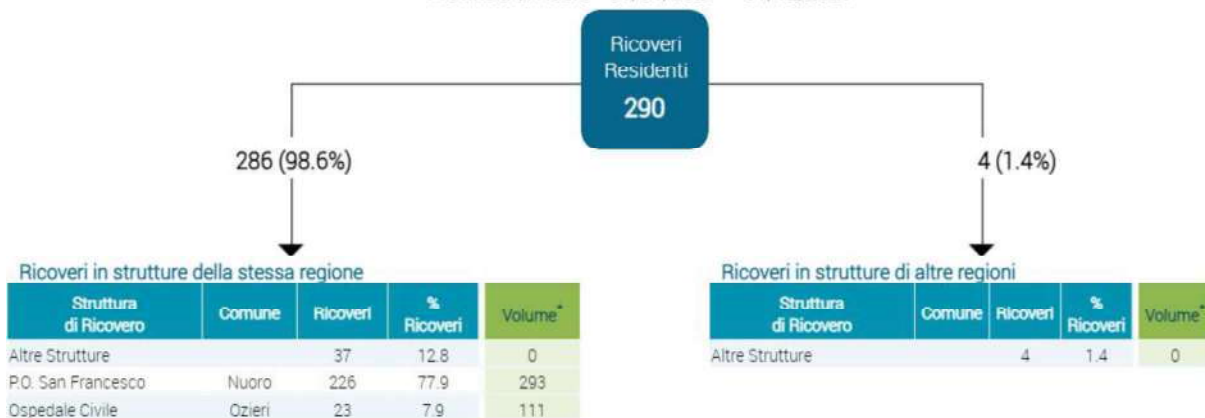 Ricoveri
Residenti
290
286 (98.6%)
4 (1.4%)
Ricoveri in strutture della stessa regione
Struttura di Ricovero Comune Ricoveri % Ricoveri Volume*
Altre Strutture 37 12.8 0
P.O. San Francesco Nuoro 226 77.9 293
Ospedale Civile Ozieri 23 7.9 111
Ricoveri in strutture di altre regioni
Struttura di Ricovero Comune Ricoveri % Ricoveri Volume*
Altre Strutture 4 1.4 0